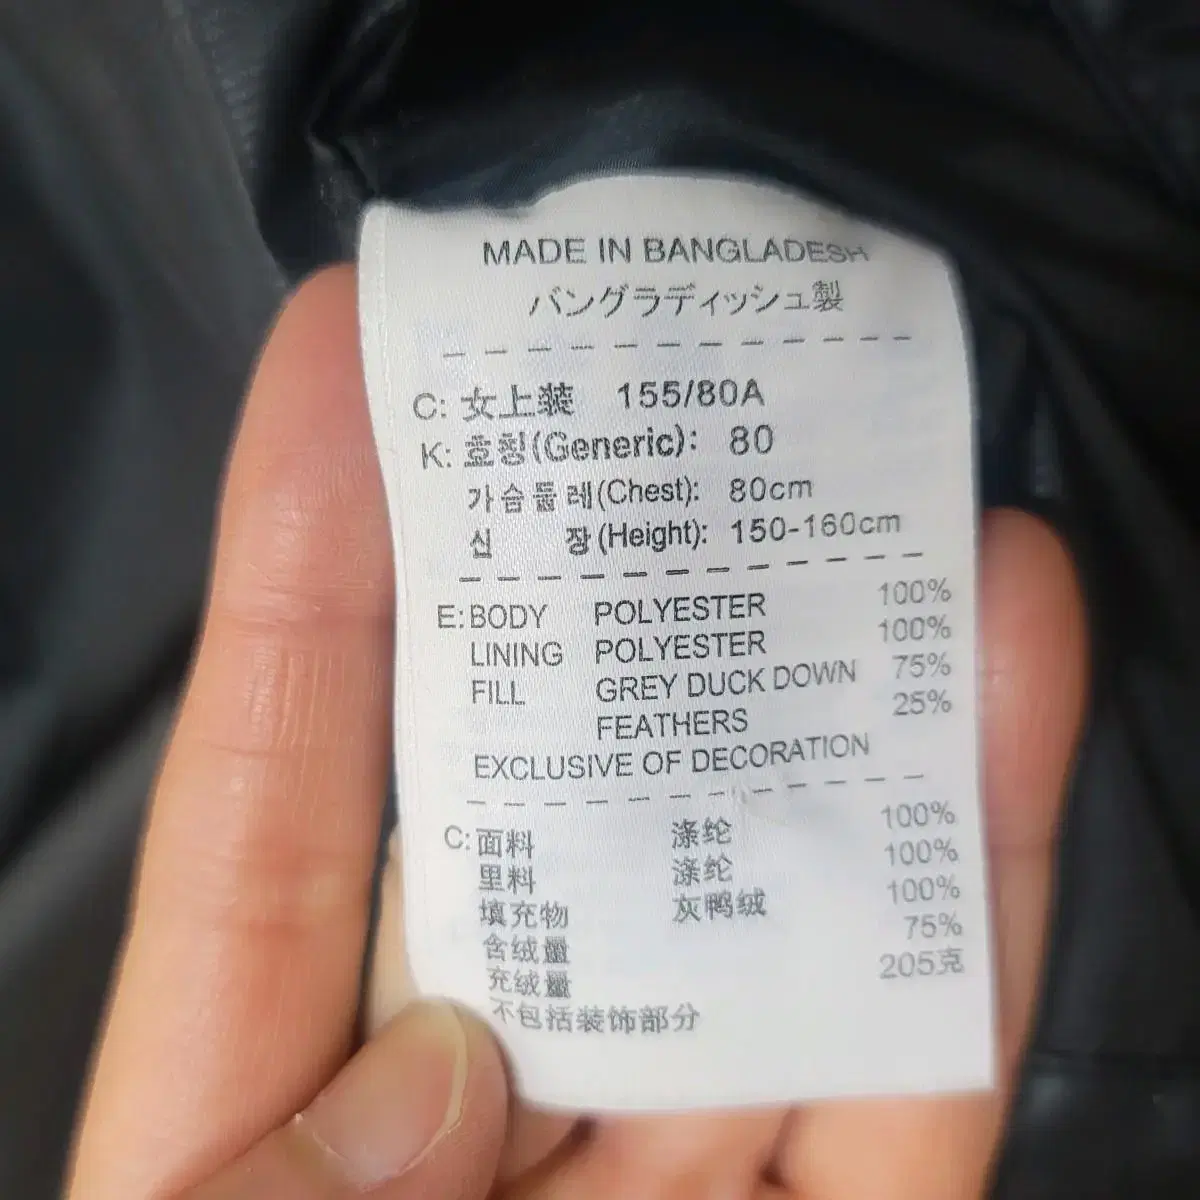 MADE IN BANGLADESH
バングラディッシュ製
C: 女上装 155/80A
K: 호칭(Generic): 80
가슴둘레(Chest): 80cm
신 장(Height): 150-160cm
E: BODY POLYESTER 100%
LINING POLYESTER 100%
FILL GREY DUCK DOWN 75%
FEATHERS 25%
EXCLUSIVE OF DECORATION
C: 面料 涤纶 100%
里料 涤纶 100%
填充物 灰鸭绒 100%
含绒量 75%
充绒量 205克
不包括装饰部分